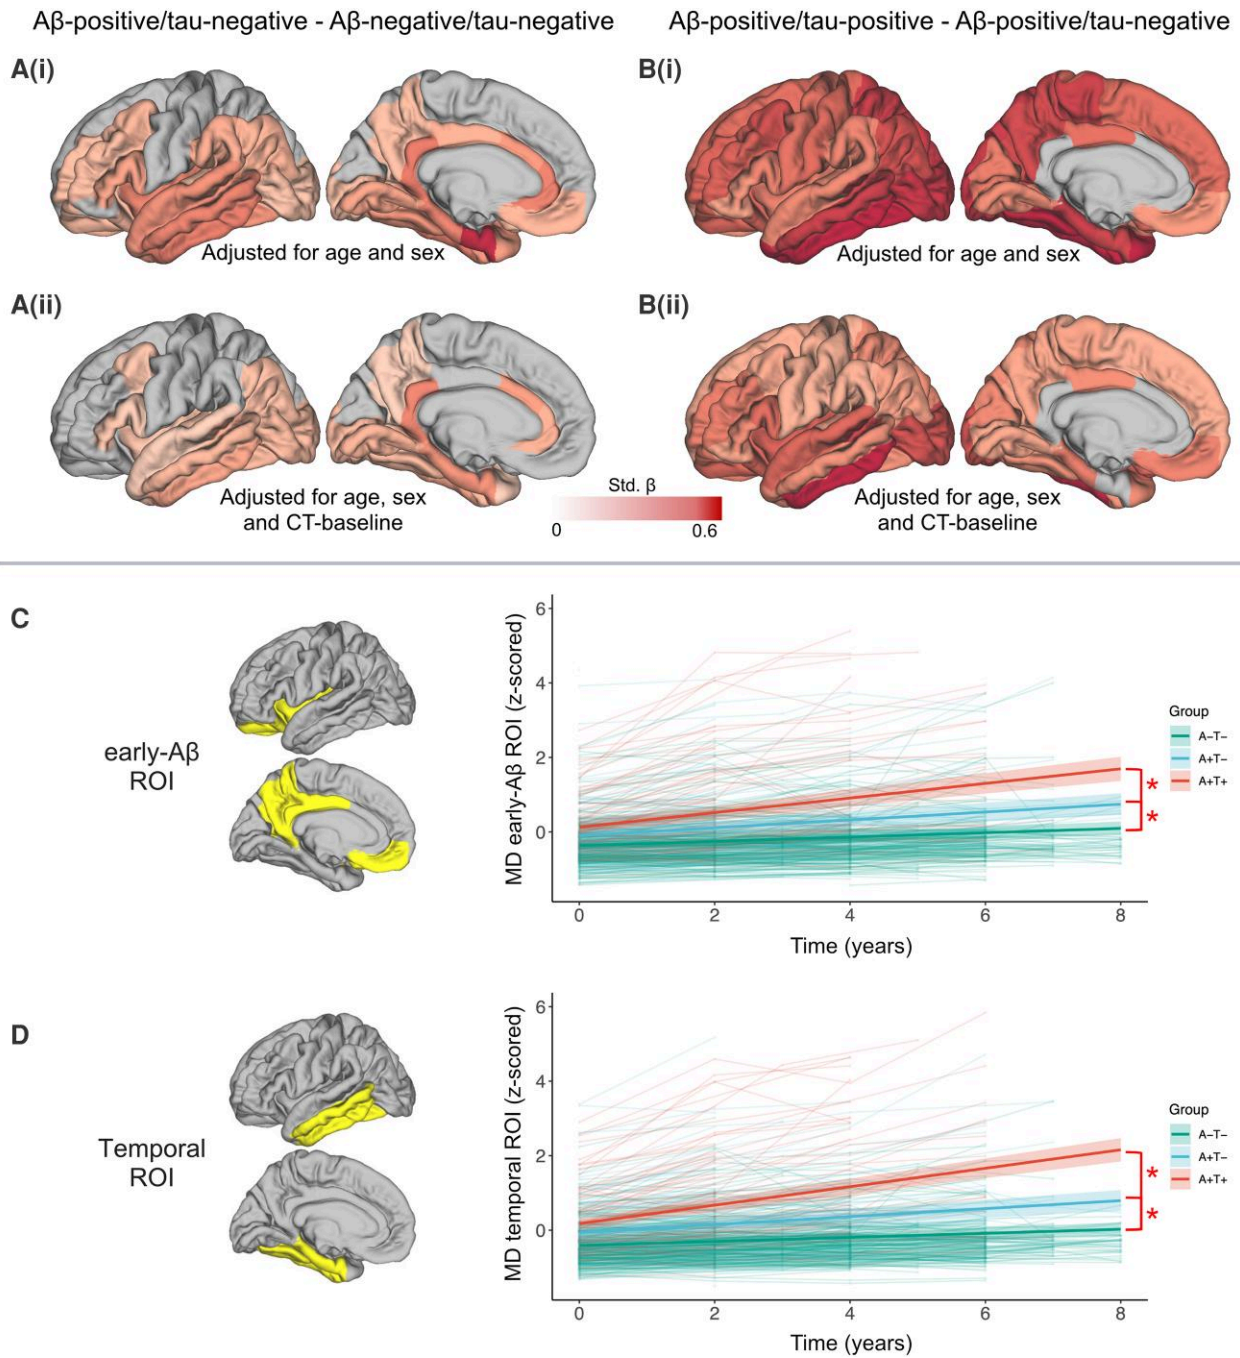 Aβ-positive/tau-negative - Aβ-negative/tau-negative
Aβ-positive/tau-positive - Aβ-positive/tau-negative
A(i)
B(i)
Adjusted for age and sex
Adjusted for age and sex
A(ii)
B(ii)
Adjusted for age, sex
and CT-baseline
Std. β
0
0.6
Adjusted for age, sex
and CT-baseline
C
early-Aβ
ROI
MD early-Aβ ROI (z-scored)
6
4
2
0
0
2
4
6
8
Time (years)
Group
A−T−
A+T−
A+T+
*
*
D
Temporal
ROI
MD temporal ROI (z-scored)
6
4
2
0
0
2
4
6
8
Time (years)
Group
A−T−
A+T−
A+T+
*
*